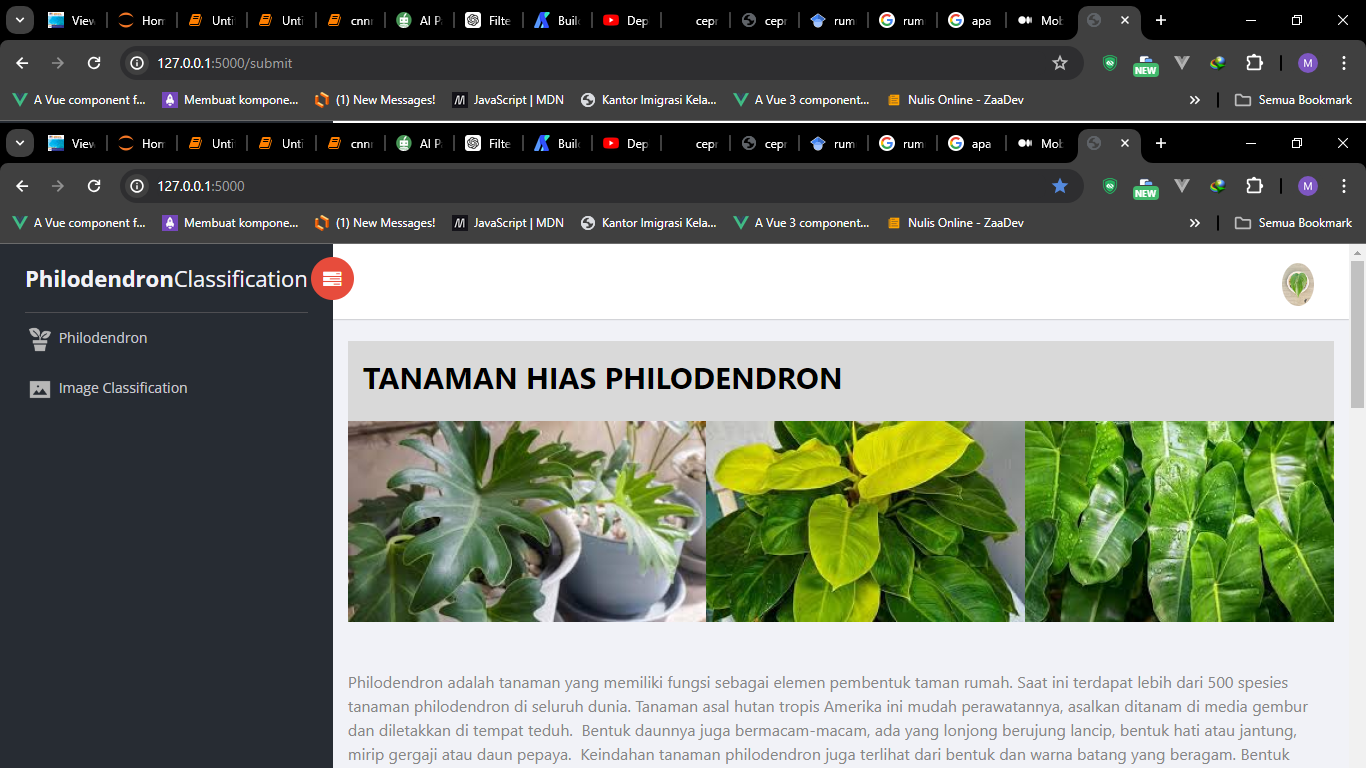 View
Hom
Unti
Unti
cnnr
AI P
Filte
Build
Dep
cepr
cepr
rum
rum
apa
Mob
127.0.0.1:5000/submit
NEW
M
A Vue component f...
Membuat kompone...
(1) New Messages!
JavaScript | MDN
Kantor Imigrasi Kela...
A Vue 3 component...
Nulis Online - ZaaDev
Semua Bookmark
View
Hom
Unti
Unti
cnnr
AI P
Filte
Build
Dep
cepr
cepr
rum
rum
apa
Mob
127.0.0.1:5000
NEW
M
A Vue component f...
Membuat kompone...
(1) New Messages!
JavaScript | MDN
Kantor Imigrasi Kela...
A Vue 3 component...
Nulis Online - ZaaDev
Semua Bookmark
PhilodendronClassification
Philodendron
Image Classification
TANAMAN HIAS PHILODENDRON
Philodendron adalah tanaman yang memiliki fungsi sebagai elemen pembentuk taman rumah. Saat ini terdapat lebih dari 500 spesies
tanaman philodendron di seluruh dunia. Tanaman asal hutan tropis Amerika ini mudah perawatannya, asalkan ditanam di media gembur
dan diletakkan di tempat teduh.  Bentuk daunnya juga bermacam-macam, ada yang lonjong berujung lancip, bentuk hati atau jantung,
mirip gergaji atau daun pepaya.  Keindahan tanaman philodendron juga terlihat dari bentuk dan warna batang yang beragam. Bentuk